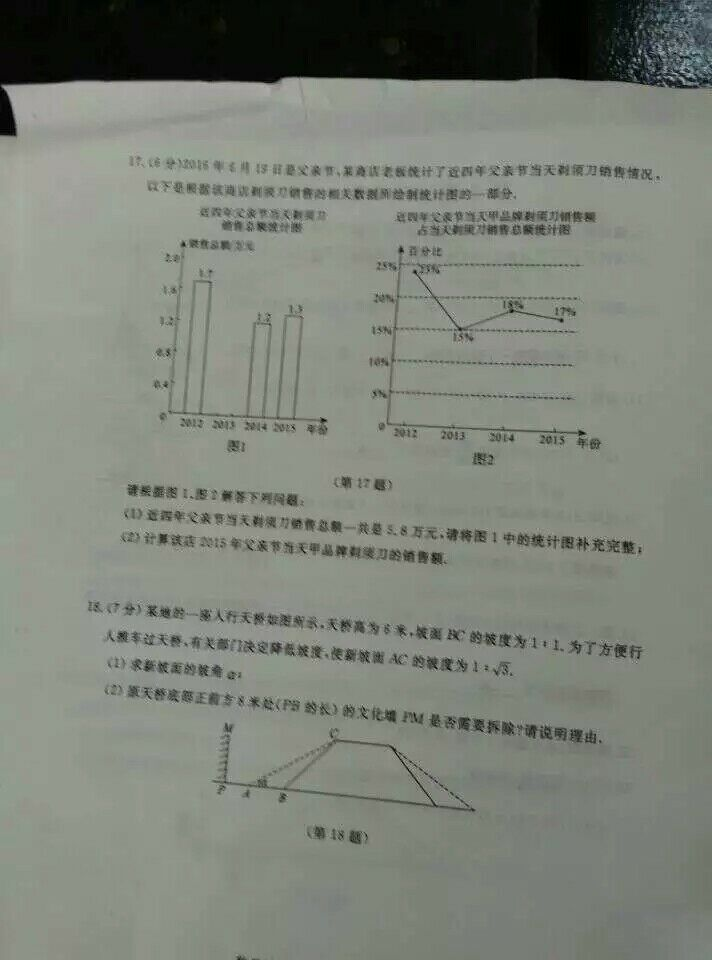 17.(6分)2016年6月19日是父亲节,某商店老板统计了近四年父亲节当天剃须刀销售情况,
以下是根据该商店剃须刀销售的相关数据所绘制统计图的一部分.
近四年父亲节当天剃须刀
销售总额统计图
销售总额/万元
2.0
1.6
1.2
0.8
0.4
0
1.7
1.2
1.3
2012 2013 2014 2015 年份
图1
近四年父亲节当天甲品牌剃须刀销售额
占当天剃须刀销售总额统计图
百分比
25%
20%
15%
10%
5%
0
23%
15%
18%
17%
2012 2013 2014 2015 年份
图2
(第17题)
请根据图1、图2解答下列问题:
(1)近四年父亲节当天剃须刀销售总额一共是5.8万元,请将图1中的统计图补充完整;
(2)计算该店2015年父亲节当天甲品牌剃须刀的销售额.
18.(7分)某地的一座人行天桥如图所示,天桥高为6米,坡面BC的坡度为1:1.为了方便行
人推车过天桥,有关部门决定降低坡度,使新坡面AC的坡度为1:√3.
(1)求新坡面的坡角α;
(2)原天桥底部正前方8米处(PB的长)的文化墙PM是否需要拆除?请说明理由.
M
C
P A α B
(第18题)